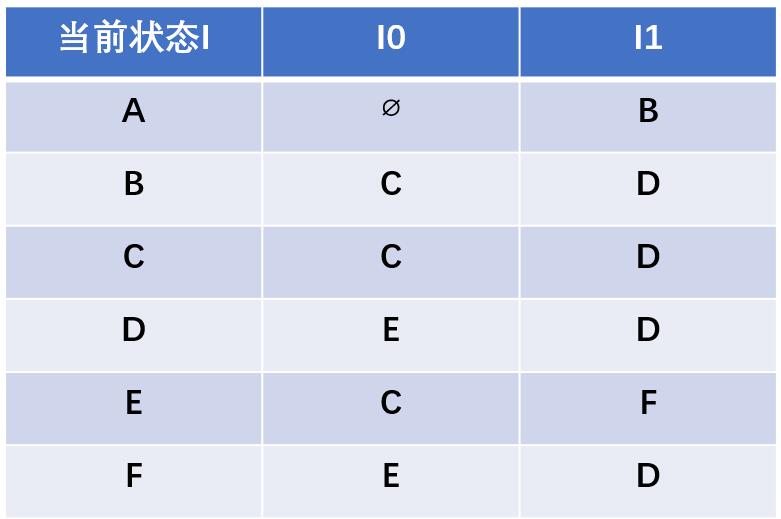 当前状态I I0 I1
A ∅ B
B C D
C C D
D E D
E C F
F E D